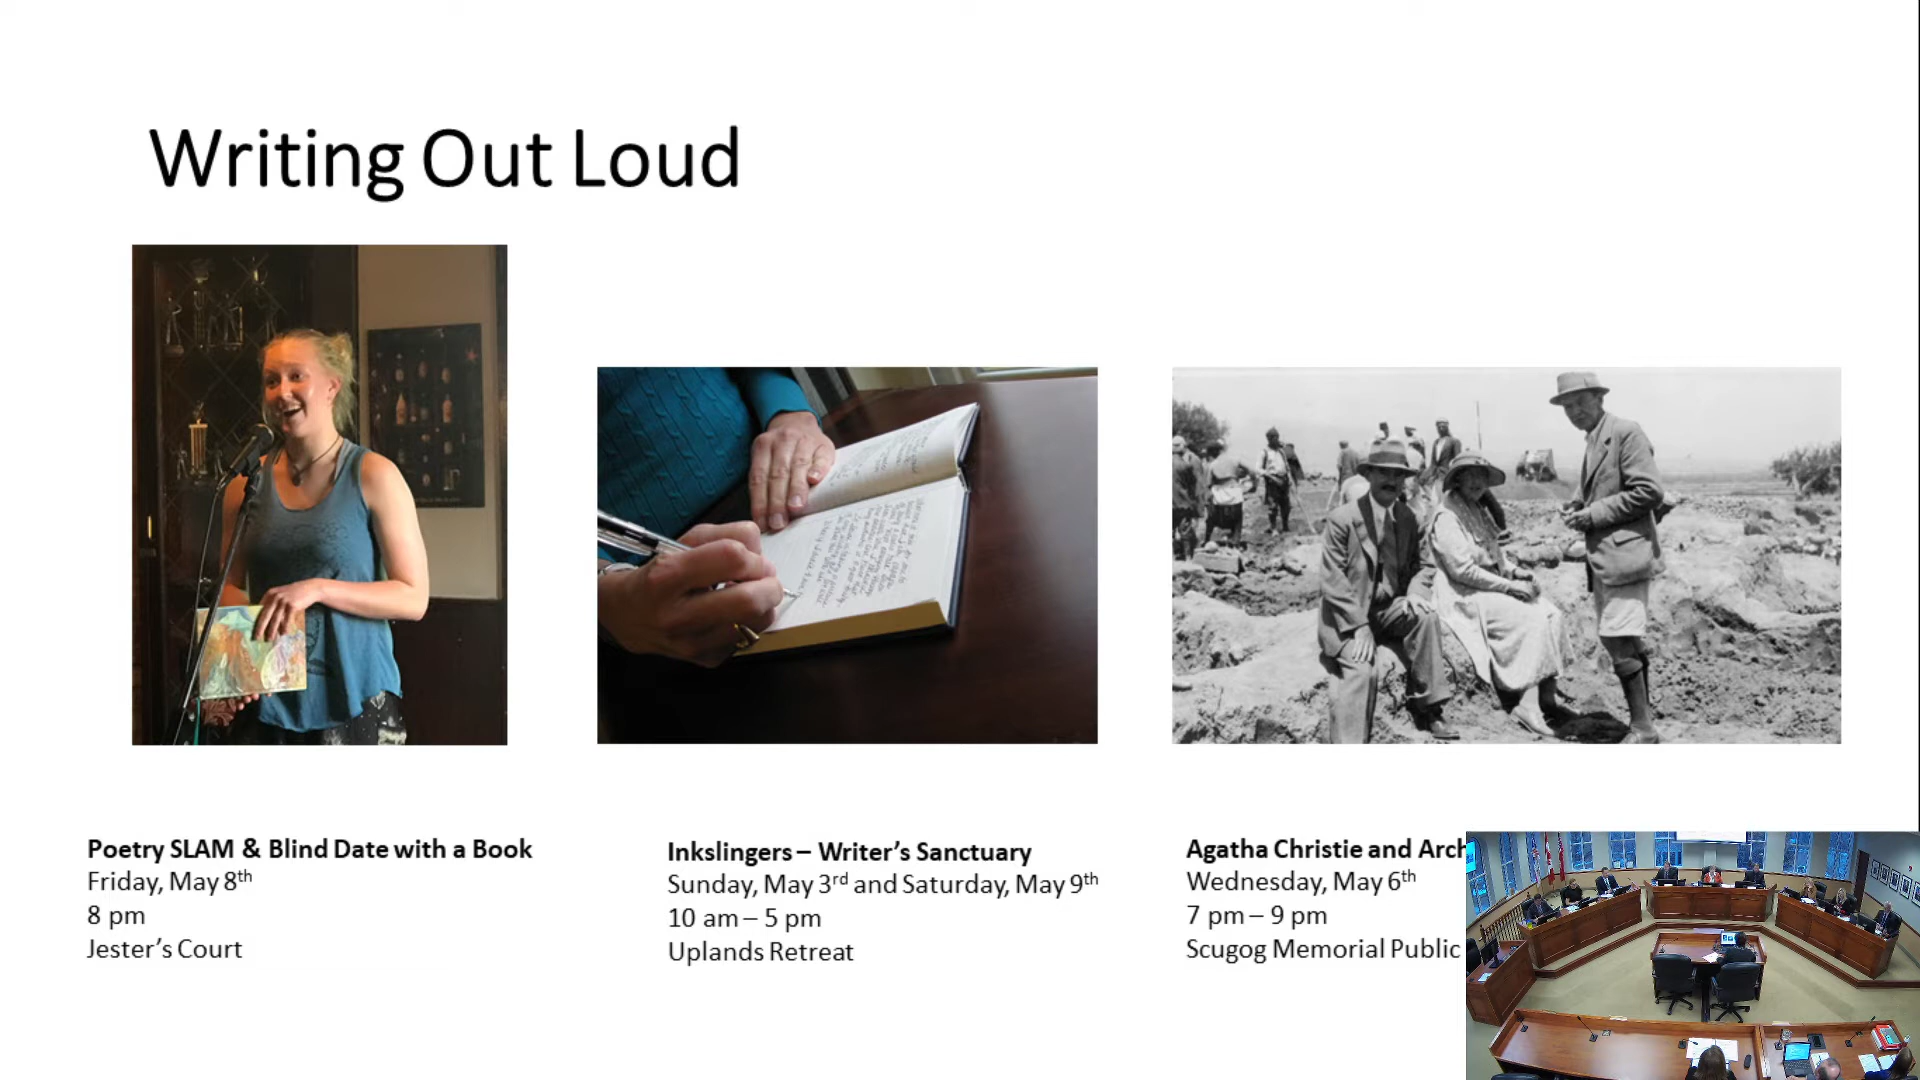 Writing Out Loud
Poetry SLAM & Blind Date with a Book
Friday, May 8th
8 pm
Jester's Court
Inkslingers – Writer's Sanctuary
Sunday, May 3rd and Saturday, May 9th
10 am – 5 pm
Uplands Retreat
Agatha Christie and Arch
Wednesday, May 6th
7 pm – 9 pm
Scugog Memorial Public